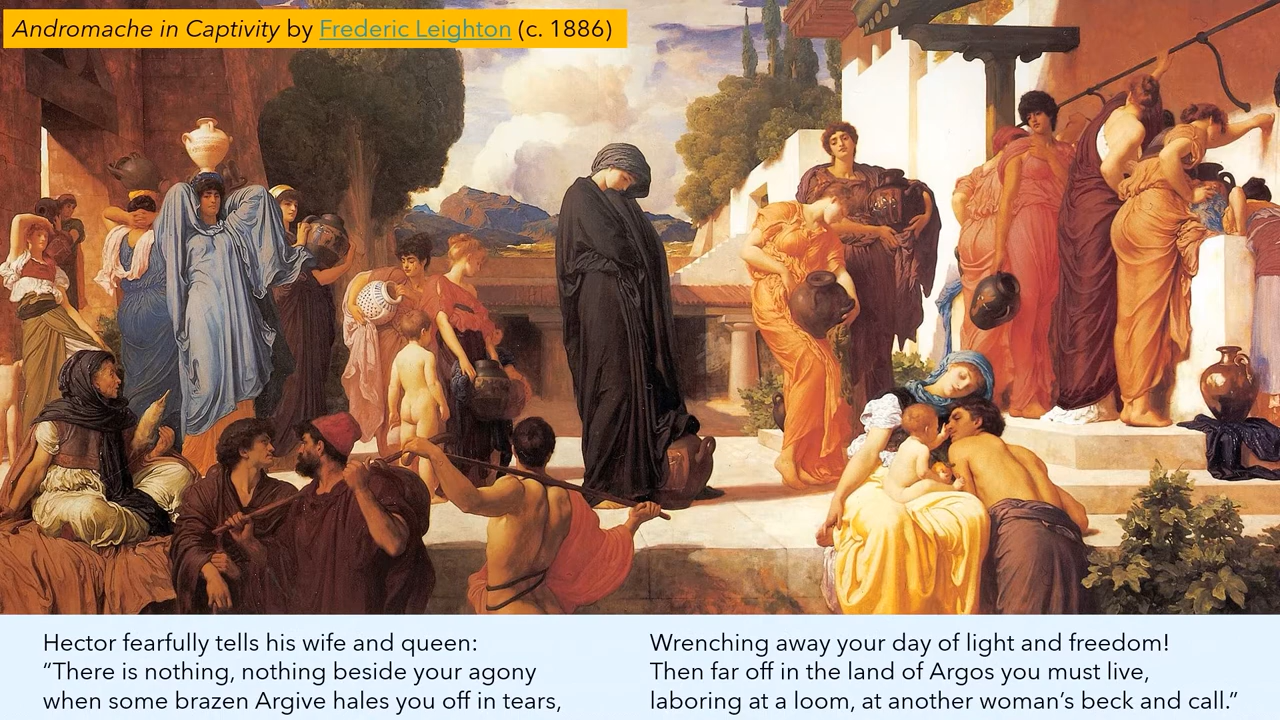 Andromache in Captivity by Frederic Leighton (c. 1886)
Hector fearfully tells his wife and queen:
“There is nothing, nothing beside your agony
when some brazen Argive hales you off in tears,
Wrenching away your day of light and freedom!
Then far off in the land of Argos you must live,
laboring at a loom, at another woman’s beck and call.”